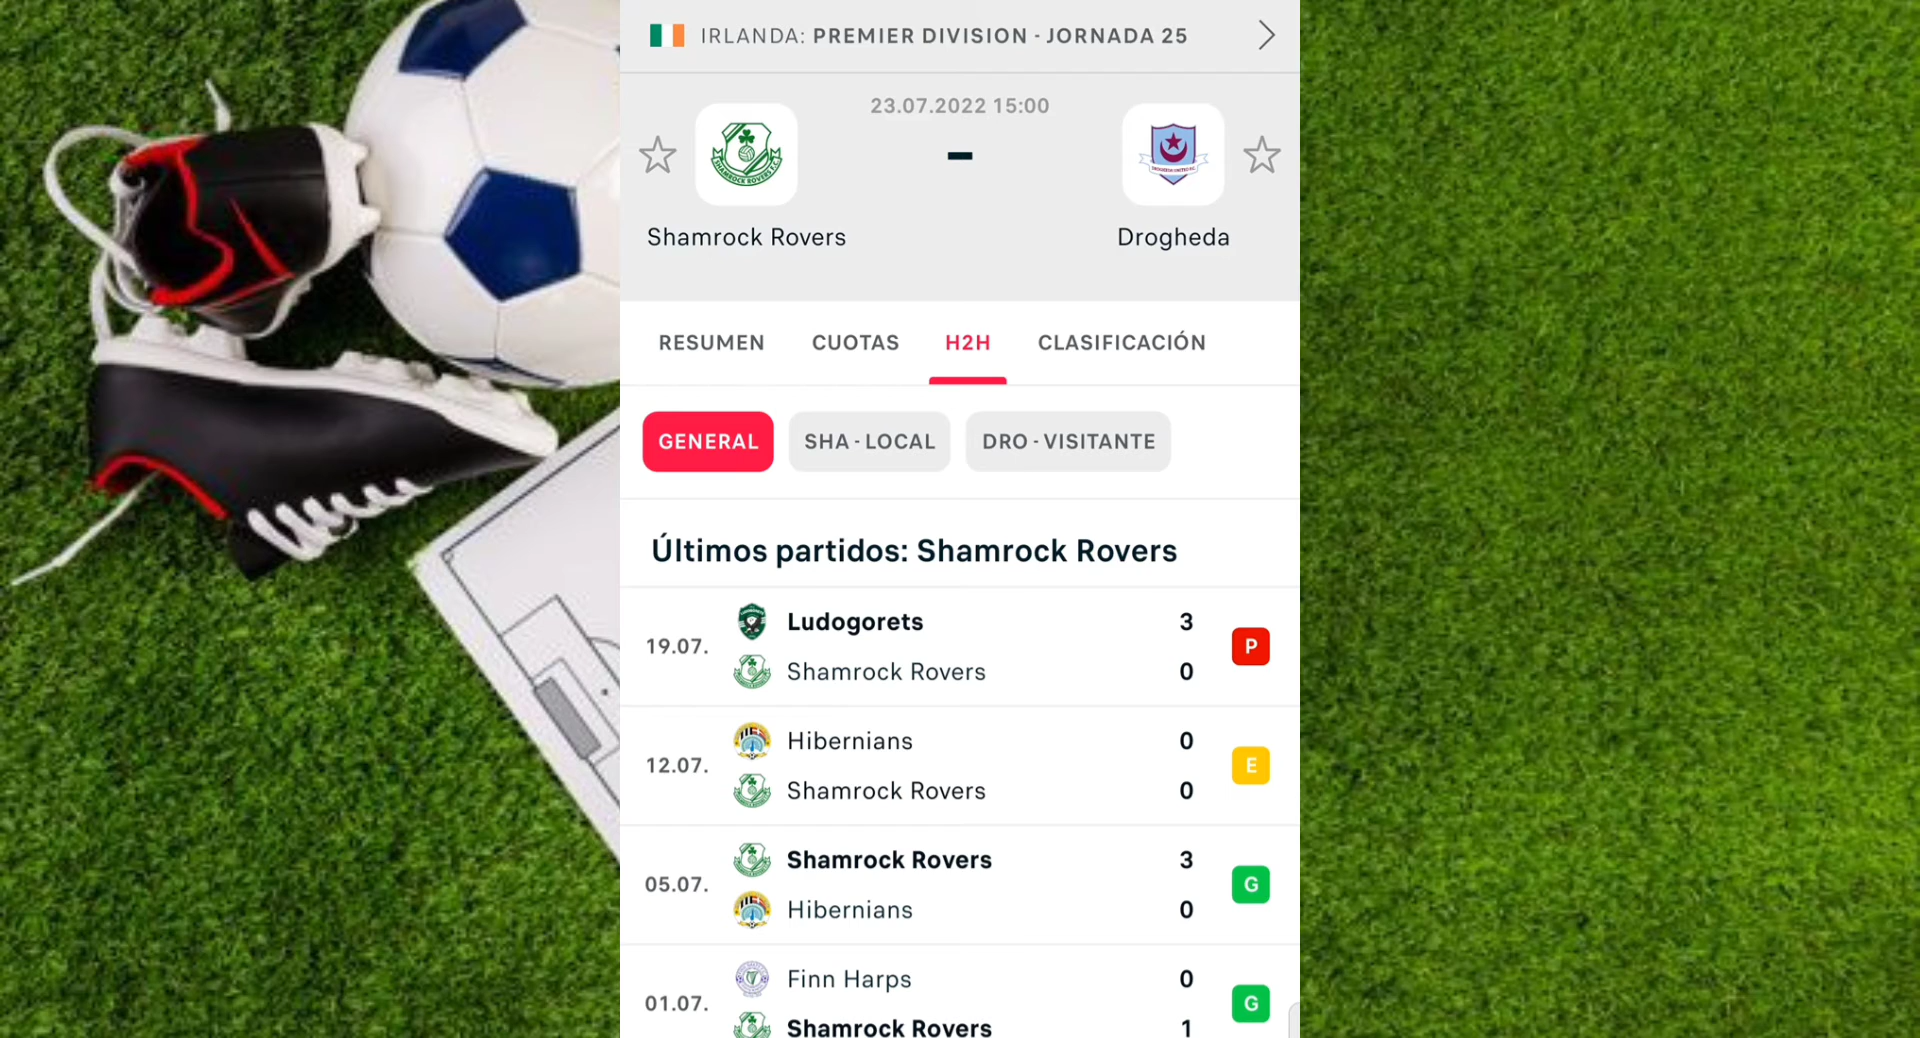 IRLANDA: PREMIER DIVISION - JORNADA 25
23.07.2022 15:00
-
Shamrock Rovers
Drogheda
RESUMEN CUOTAS H2H CLASIFICACIÓN
GENERAL SHA - LOCAL DRO - VISITANTE
Últimos partidos: Shamrock Rovers
19.07.
Ludogorets 3
Shamrock Rovers 0
P
12.07.
Hibernians 0
Shamrock Rovers 0
E
05.07.
Shamrock Rovers 3
Hibernians 0
G
01.07.
Finn Harps 0
Shamrock Rovers 1
G